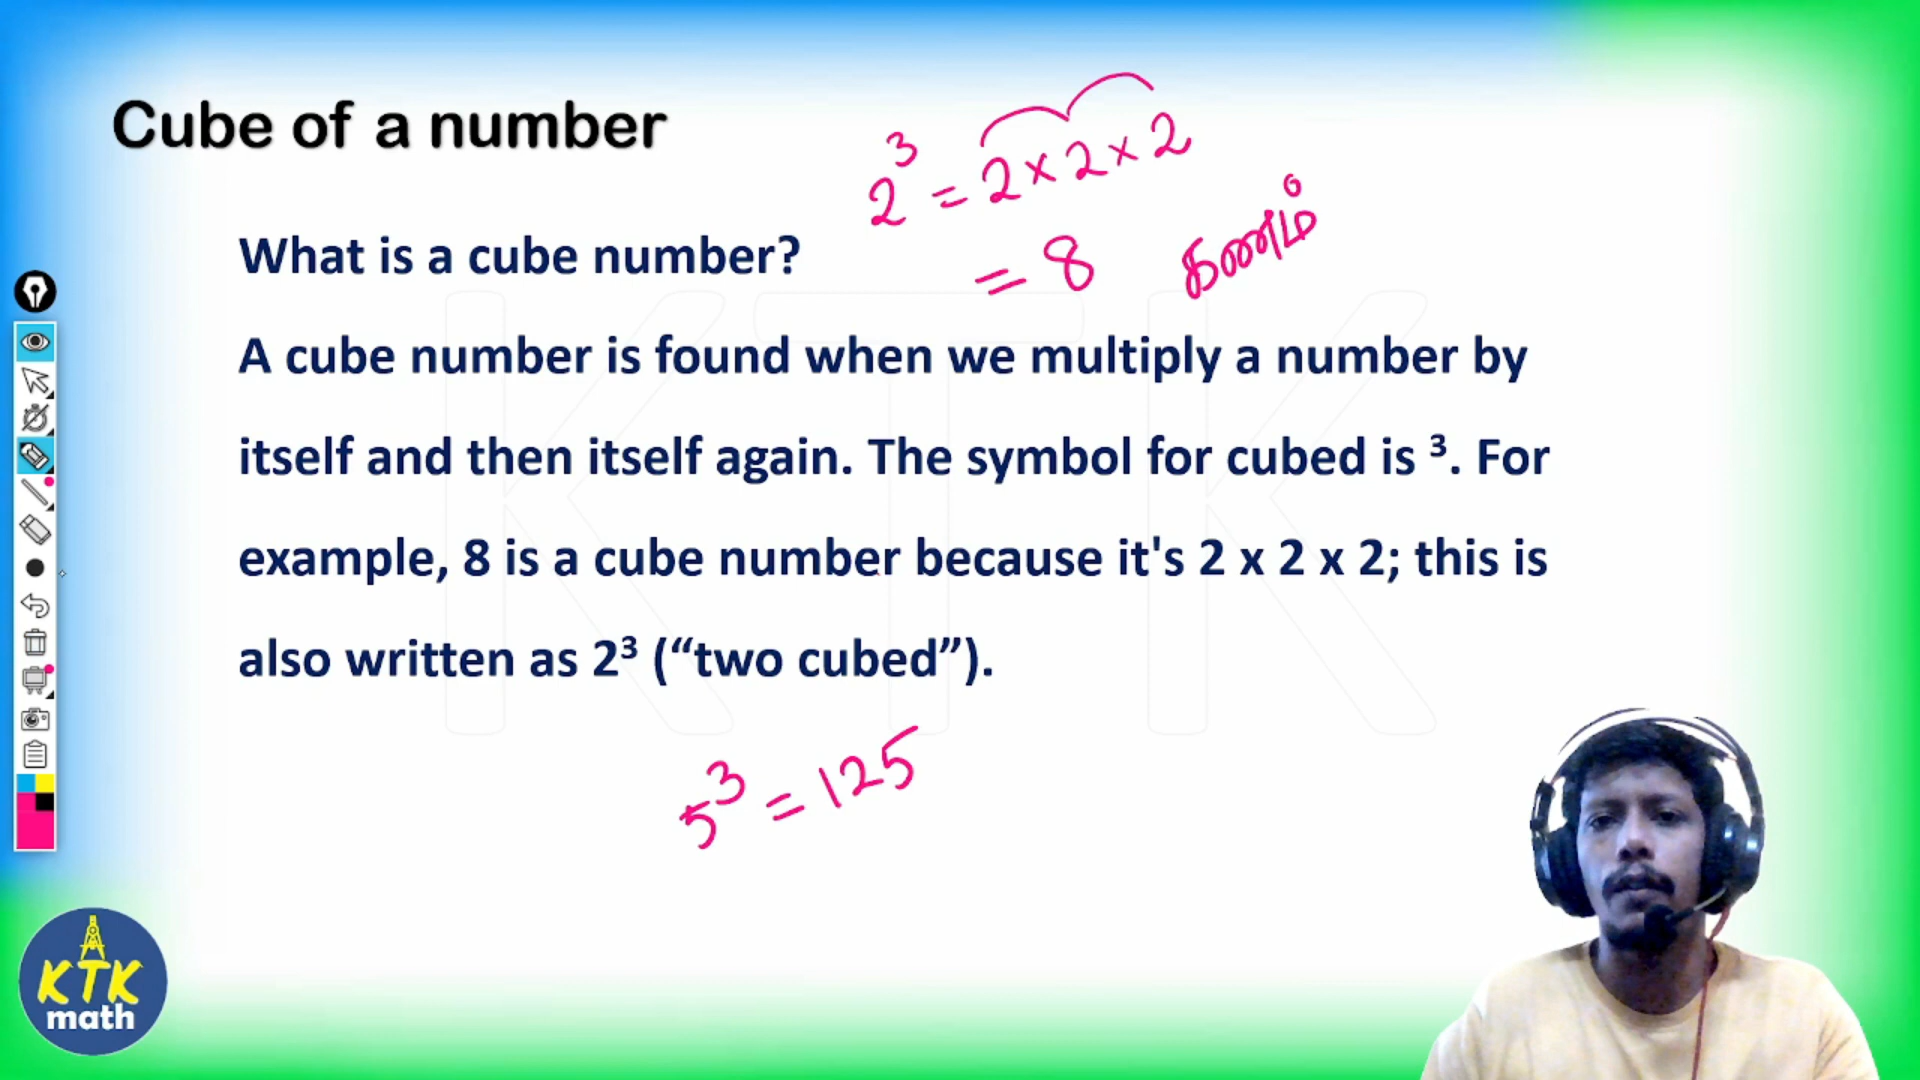 Cube of a number
2³ = 2 × 2 × 2
= 8
What is a cube number?
A cube number is found when we multiply a number by
itself and then itself again. The symbol for cubed is ³. For
example, 8 is a cube number because it's 2 x 2 x 2; this is
also written as 2³ (“two cubed”).
5³ = 125
KTK
KTK
math